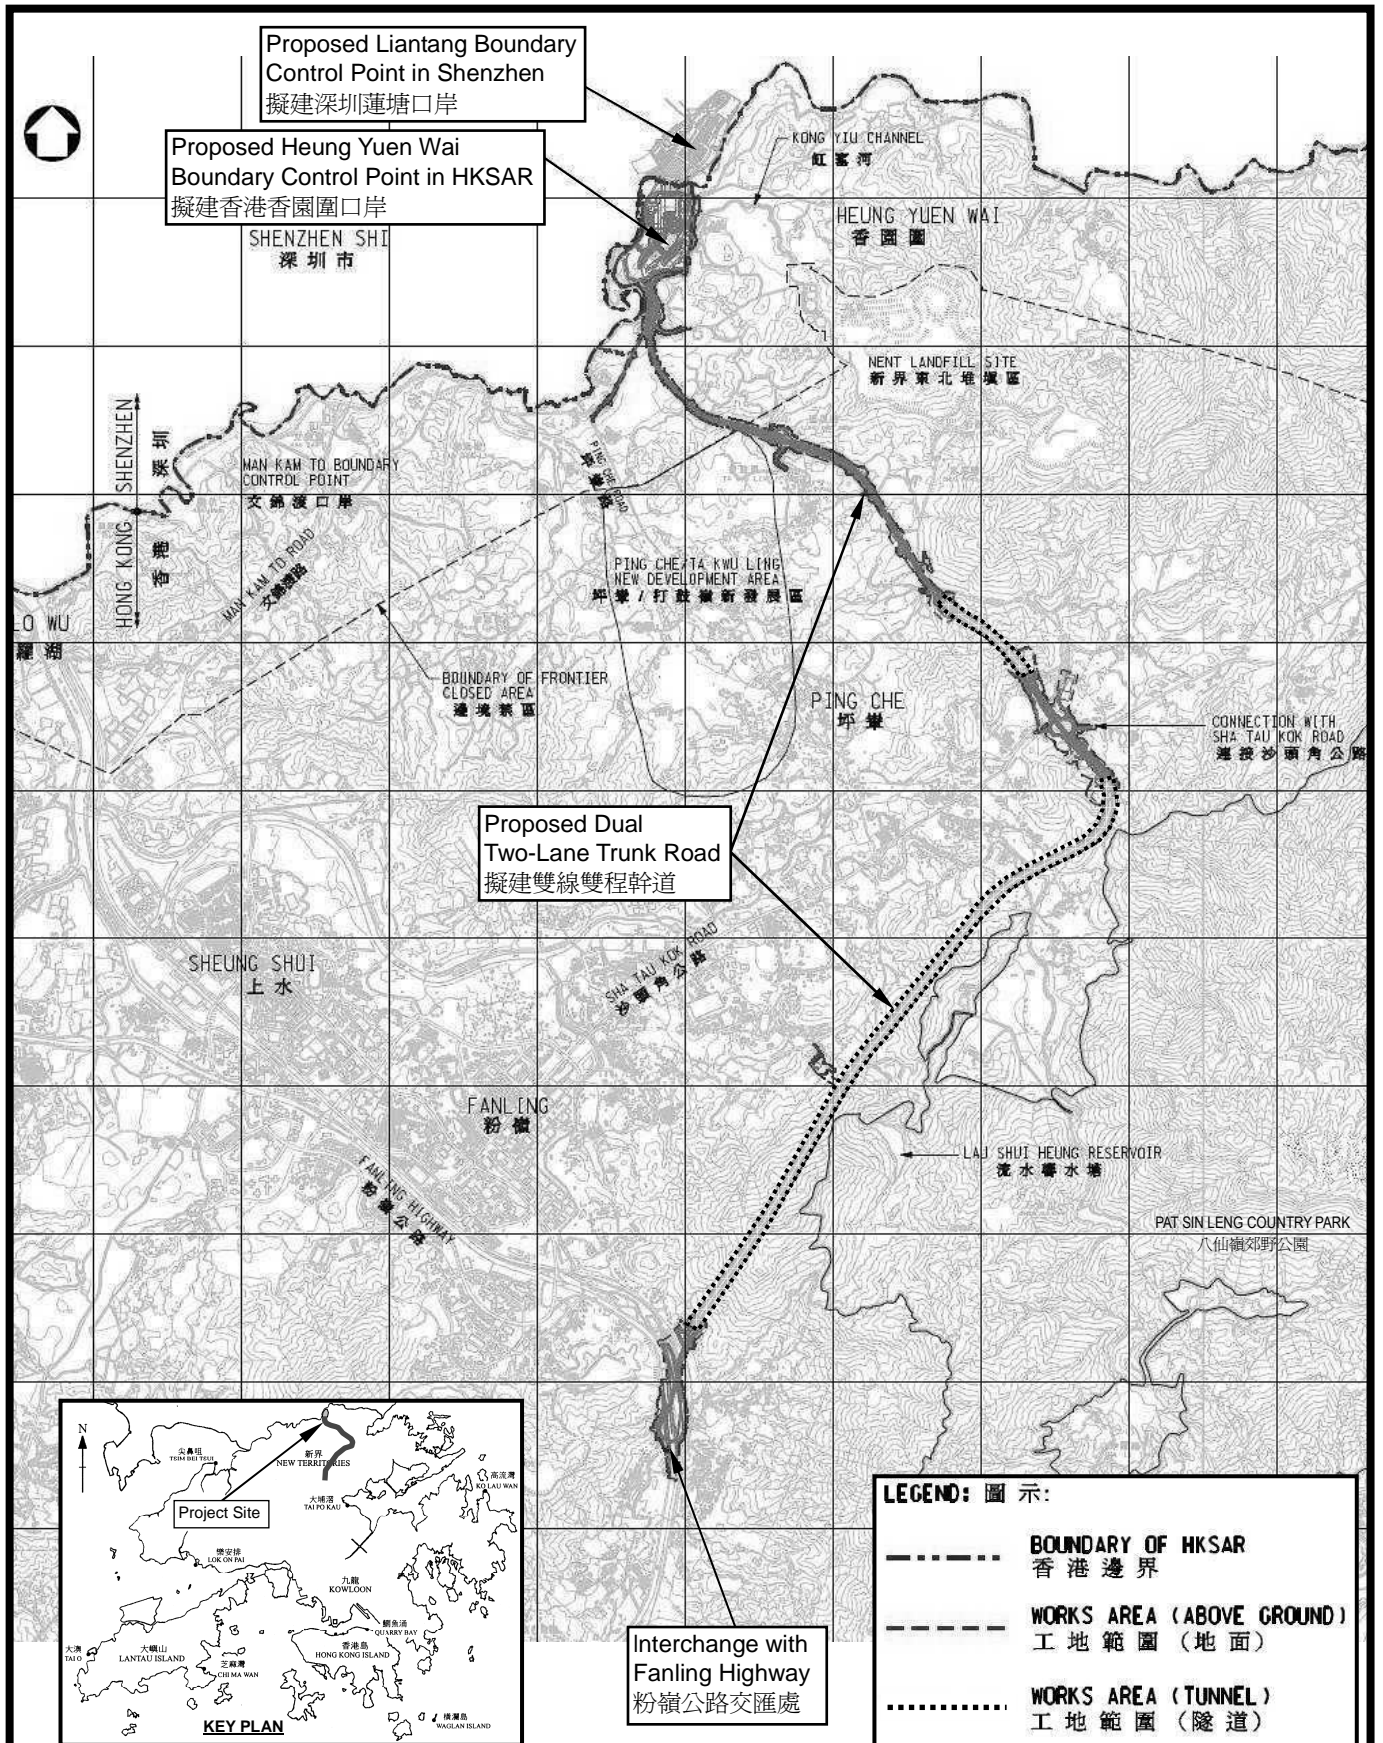 Proposed Liantang Boundary
Control Point in Shenzhen
擬建深圳蓮塘口岸
Proposed Heung Yuen Wai
Boundary Control Point in HKSAR
擬建香港香園圍口岸
KONG YIU CHANNEL
HEUNG YUEN WAI
香園圍
SHENZHEN SHI
深圳市
NENT LANDFILL SITE
新界東北堆填區
HONG KONG SHENZHEN
香港 深圳
MAN KAM TO BOUNDARY
CONTROL POINT
文錦渡口岸
MAN KAM TO ROAD
文錦渡路
PING CHE ROAD
坪輋路
PING CHE/TA KWU LING
NEW DEVELOPMENT AREA
坪輋/打鼓嶺新發展區
LO WU
羅湖
BOUNDARY OF FRONTIER
CLOSED AREA
邊境禁區
PING CHE
坪輋
CONNECTION WITH
SHA TAU KOK ROAD
連接沙頭角公路
Proposed Dual
Two-Lane Trunk Road
擬建雙線雙程幹道
SHEUNG SHUI
上水
SHA TAU KOK ROAD
沙頭角公路
FANLING
粉嶺
FANLING HIGHWAY
粉嶺公路
LAU SHUI HEUNG RESERVOIR
流水響水塘
PAT SIN LENG COUNTRY PARK
八仙嶺郊野公園
N
尖鼻咀
TSIM BEI TSUI
新界
NEW TERRITORIES
高流灣
KO LAU WAN
大埔滘
TAI PO KAU
Project Site
樂安排
LOK ON PAI
九龍
KOWLOON
鰂魚涌
QUARRY BAY
香港島
HONG KONG ISLAND
大澳
TAI O
大嶼山
LANTAU ISLAND
芝麻灣
CHI MA WAN
橫瀾島
WAGLAN ISLAND
KEY PLAN
Interchange with
Fanling Highway
粉嶺公路交匯處
LEGEND: 圖示:
BOUNDARY OF HKSAR
香港邊界
WORKS AREA (ABOVE GROUND)
工地範圍 (地面)
WORKS AREA (TUNNEL)
工地範圍 (隧道)